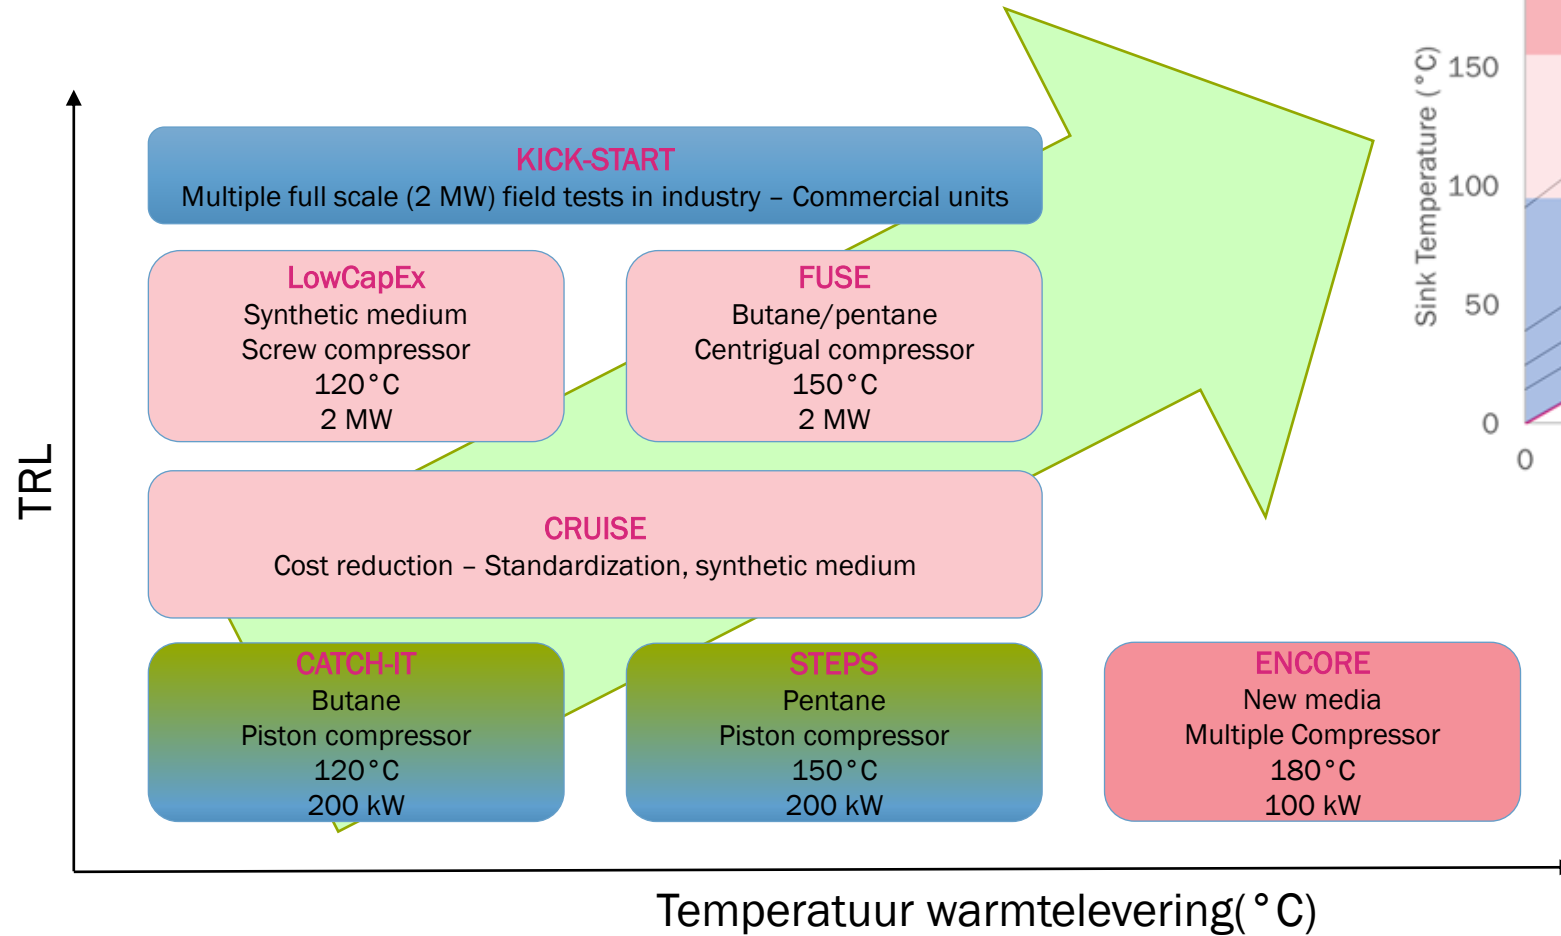 KICK-START
Multiple full scale (2 MW) field tests in industry – Commercial units
LowCapEx
Synthetic medium
Screw compressor
120°C
2 MW
FUSE
Butane/pentane
Centrigual compressor
150°C
2 MW
CRUISE
Cost reduction – Standardization, synthetic medium
CATCH-IT
Butane
Piston compressor
120°C
200 kW
STEPS
Pentane
Piston compressor
150°C
200 kW
ENCORE
New media
Multiple Compressor
180°C
100 kW
TRL
Temperatuur warmtelevering(°C)
Sink Temperature (°C)
150
100
50
0
0